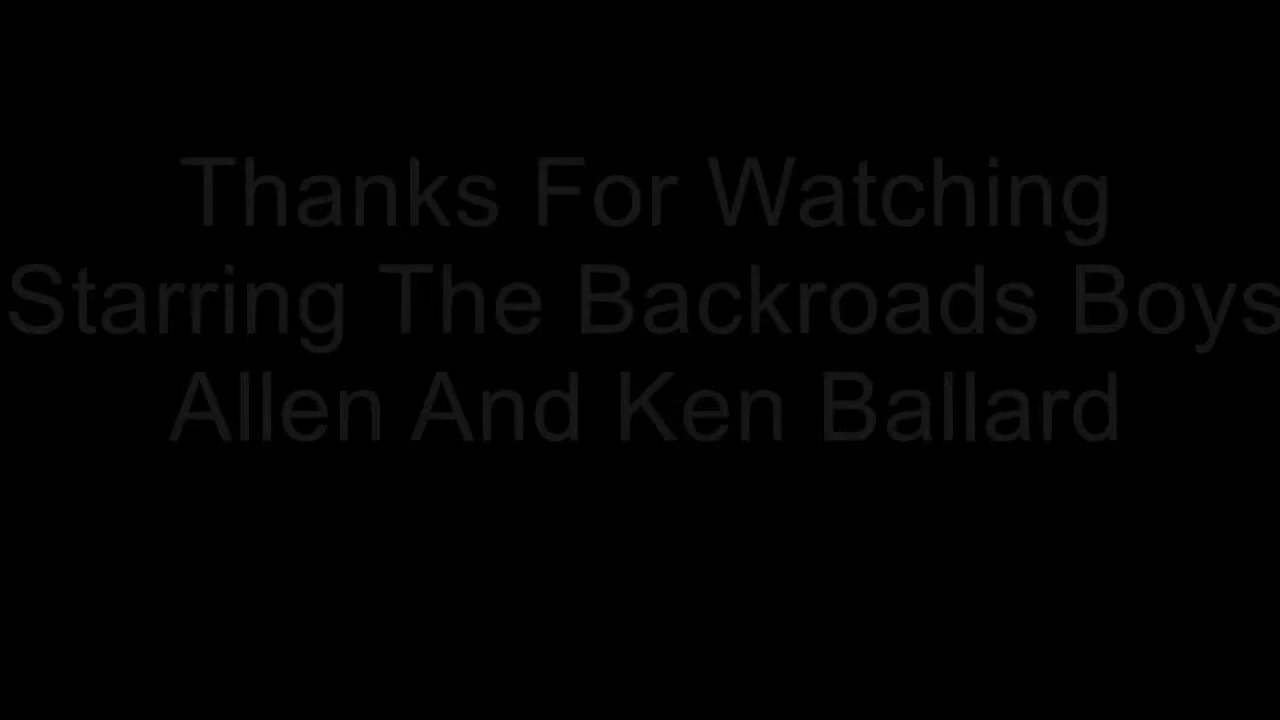 Thanks For Watching
Starring The Backroads Boys
Allen And Ken Ballard